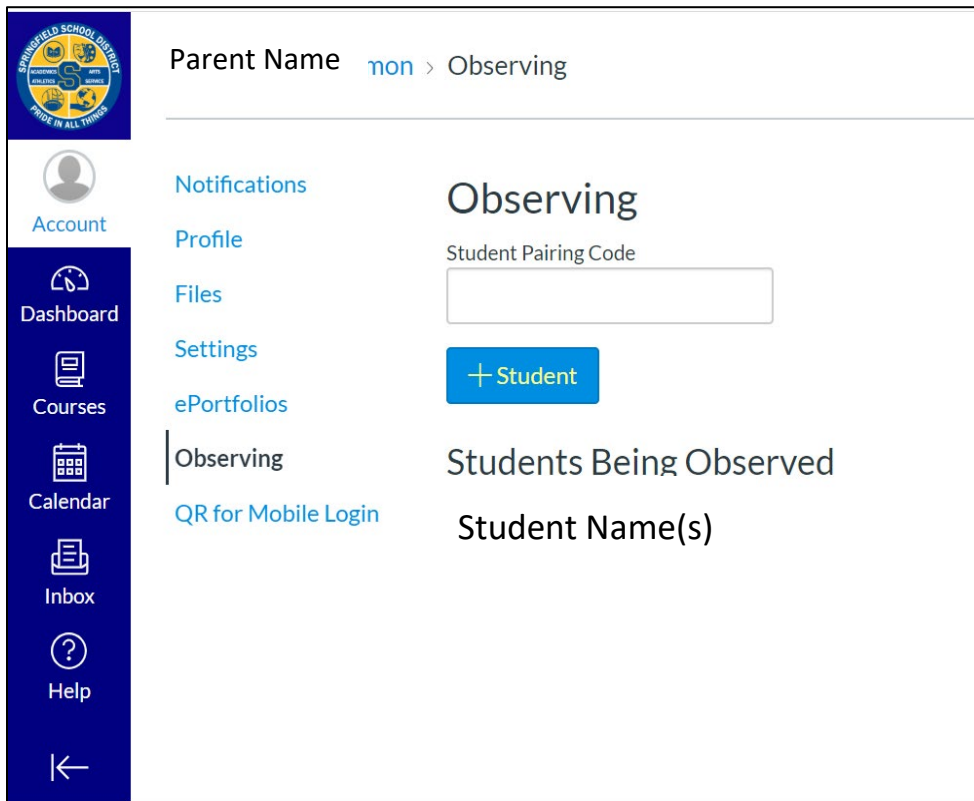 SPRINGFIELD SCHOOL DISTRICT
ACADEMICS ARTS
ATHLETICS S SERVICE
PRIDE IN ALL THINGS
Parent Name mon > Observing
Account
Dashboard
Courses
Calendar
Inbox
Help
Notifications
Profile
Files
Settings
ePortfolios
Observing
QR for Mobile Login
Observing
Student Pairing Code
+ Student
Students Being Observed
Student Name(s)